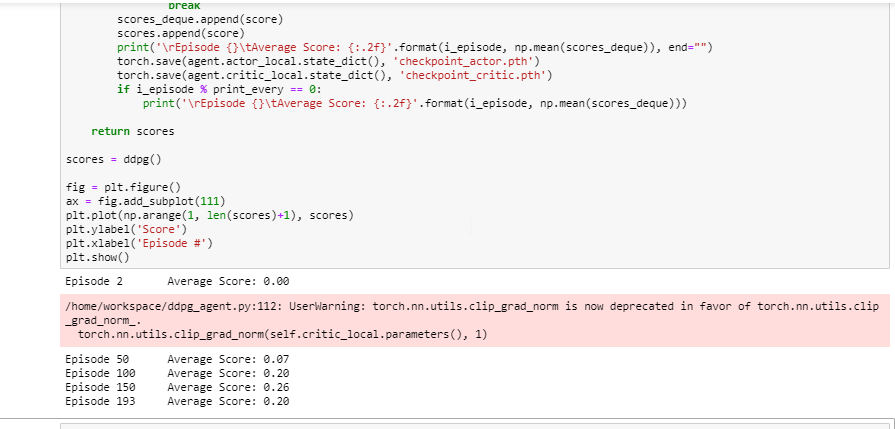 break
scores_deque.append(score)
scores.append(score)
print('\rEpisode {}\tAverage Score: {:.2f}'.format(i_episode, np.mean(scores_deque)), end="")
torch.save(agent.actor_local.state_dict(), 'checkpoint_actor.pth')
torch.save(agent.critic_local.state_dict(), 'checkpoint_critic.pth')
if i_episode % print_every == 0:
print('\rEpisode {}\tAverage Score: {:.2f}'.format(i_episode, np.mean(scores_deque)))
return scores
scores = ddpg()
fig = plt.figure()
ax = fig.add_subplot(111)
plt.plot(np.arange(1, len(scores)+1), scores)
plt.ylabel('Score')
plt.xlabel('Episode #')
plt.show()
Episode 2 Average Score: 0.00
/home/workspace/ddpg_agent.py:112: UserWarning: torch.nn.utils.clip_grad_norm is now deprecated in favor of torch.nn.utils.clip
_grad_norm_.
torch.nn.utils.clip_grad_norm(self.critic_local.parameters(), 1)
Episode 50 Average Score: 0.07
Episode 100 Average Score: 0.20
Episode 150 Average Score: 0.26
Episode 193 Average Score: 0.20